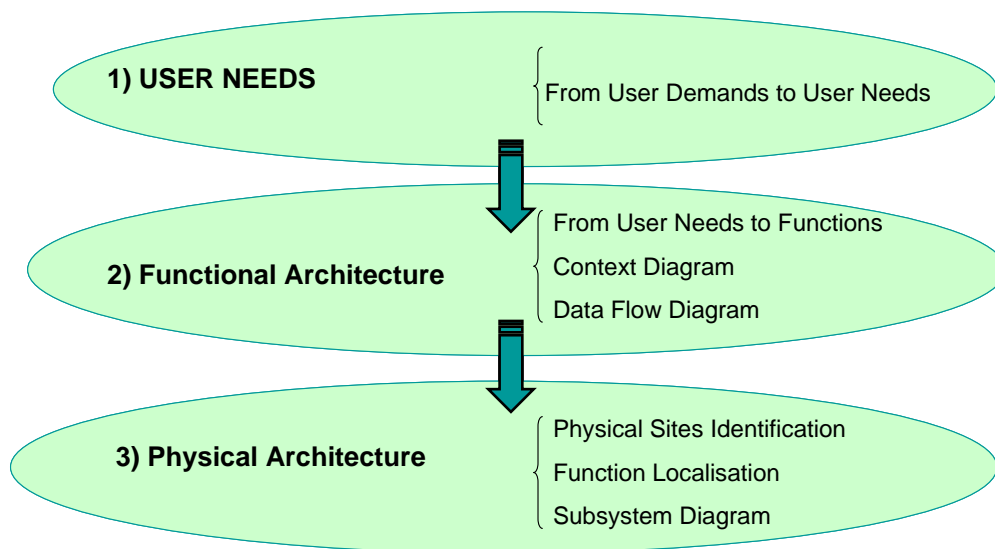 1) USER NEEDS
From User Demands to User Needs
2) Functional Architecture
From User Needs to Functions
Context Diagram
Data Flow Diagram
3) Physical Architecture
Physical Sites Identification
Function Localisation
Subsystem Diagram